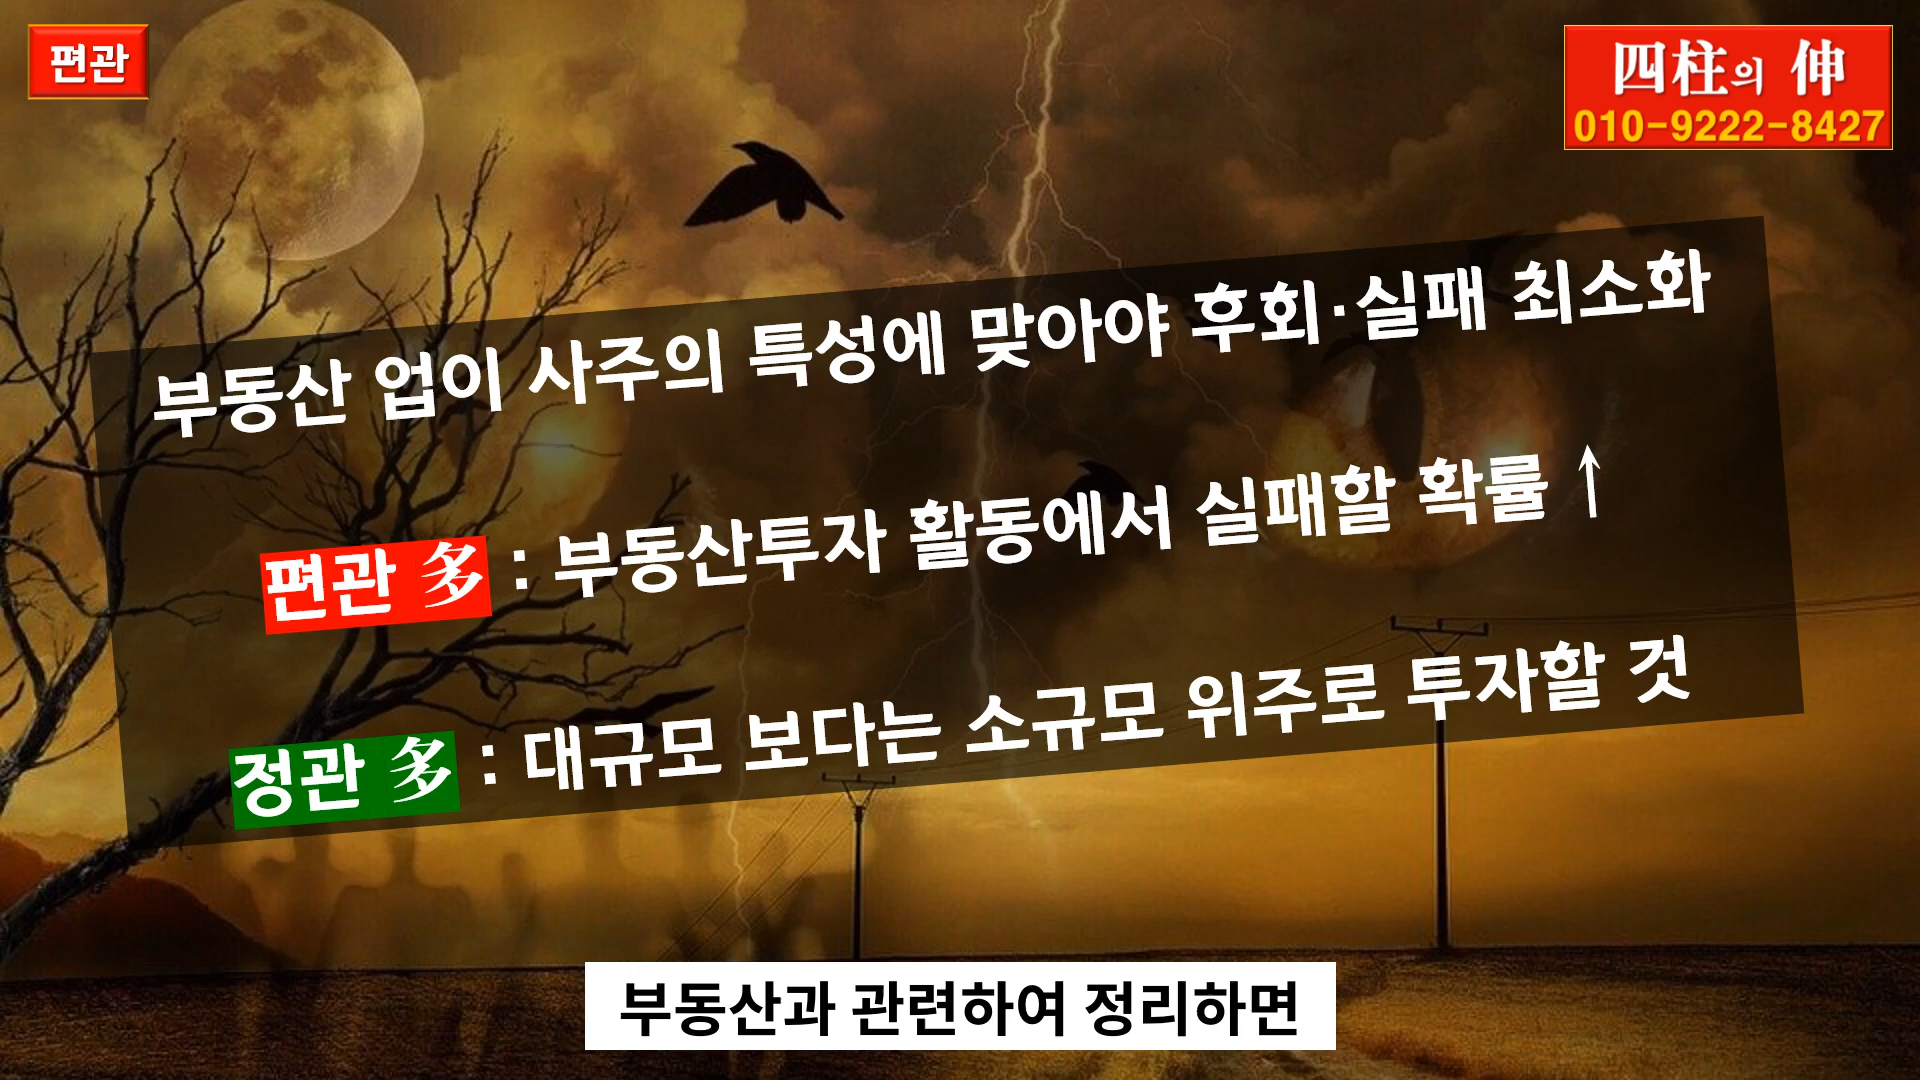 편관
四柱의 伸
010-9222-8427
부동산 업이 사주의 특성에 맞아야 후회·실패 최소화
편관 多 : 부동산투자 활동에서 실패할 확률 ↑
정관 多 : 대규모 보다는 소규모 위주로 투자할 것
부동산과 관련하여 정리하면